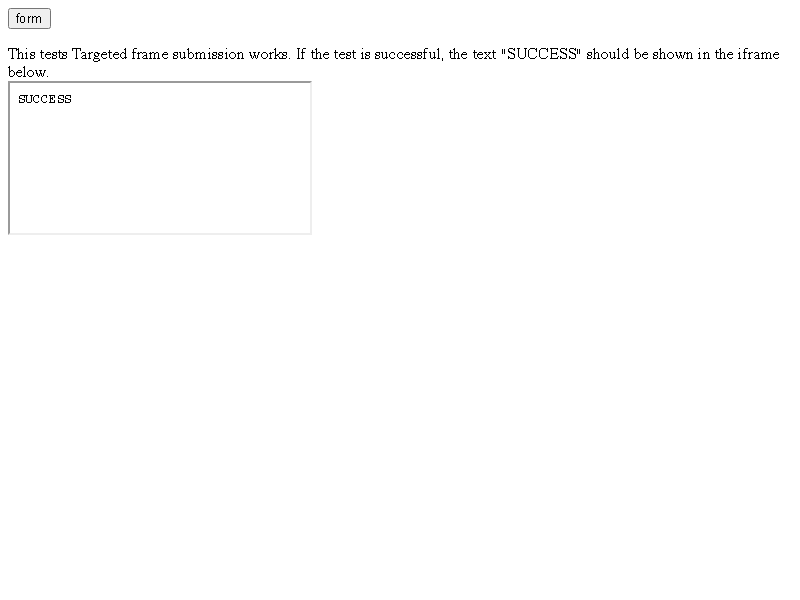 form
This tests Targeted frame submission works. If the test is successful, the text "SUCCESS" should be shown in the iframe
below.
SUCCESS